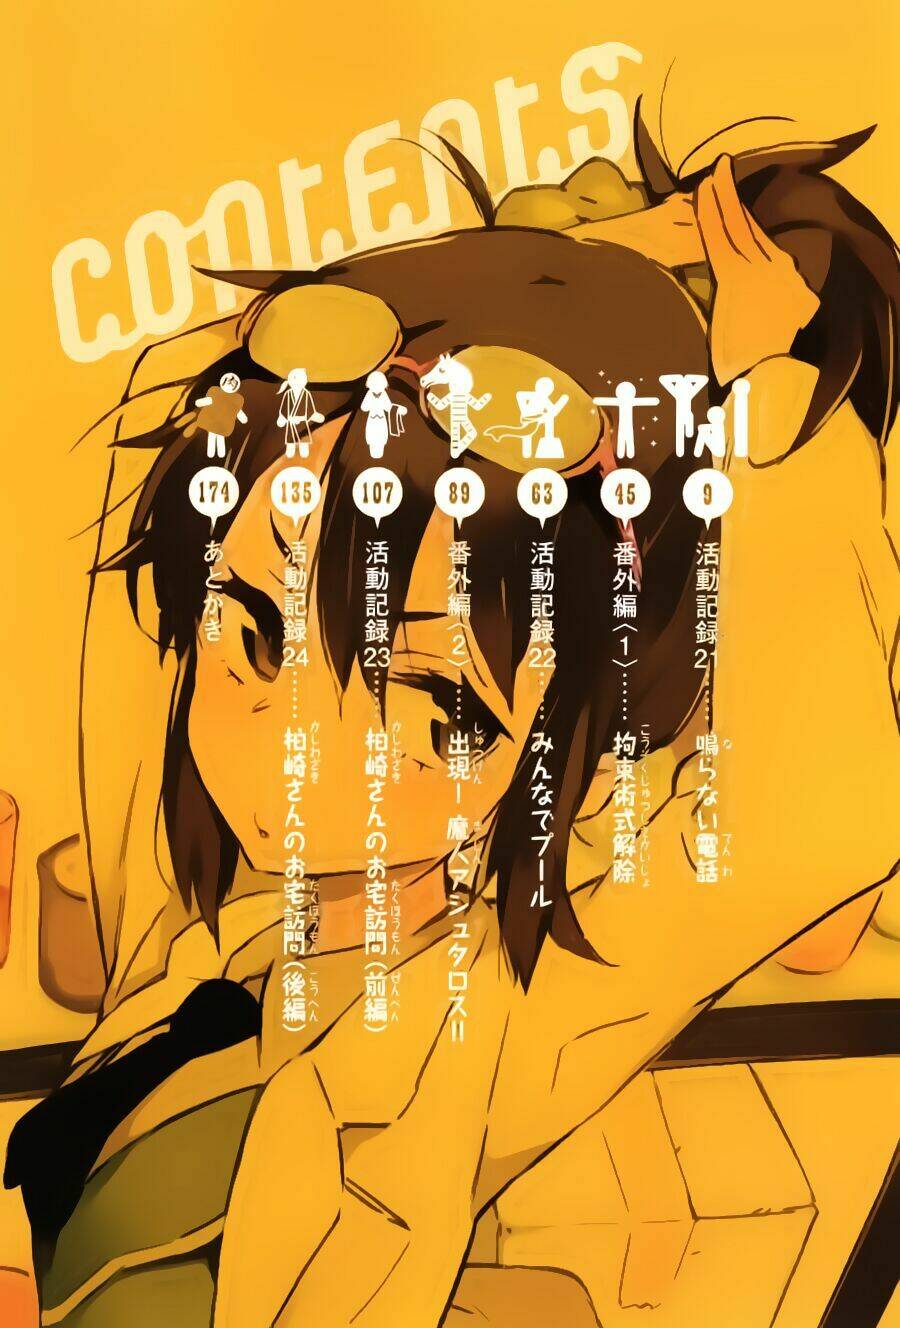 contents
9
活動記録21……鳴らない電話
45
番外編〈1〉……拘束術式解除
63
活動記録22……みんなでプール
89
番外編〈2〉……出現！魔人アシュタロス!!
107
活動記録23……柏崎さんのお宅訪問(前編)
135
活動記録24……柏崎さんのお宅訪問(後編)
174
あとがき